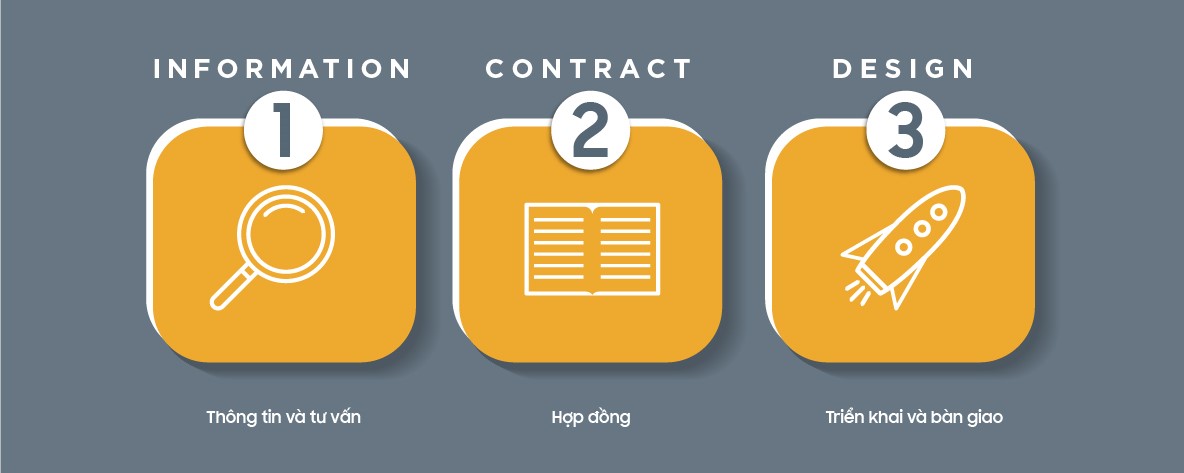 INFORMATION
CONTRACT
DESIGN
1
2
3
Thông tin và tư vấn
Hợp đồng
Triển khai và bàn giao